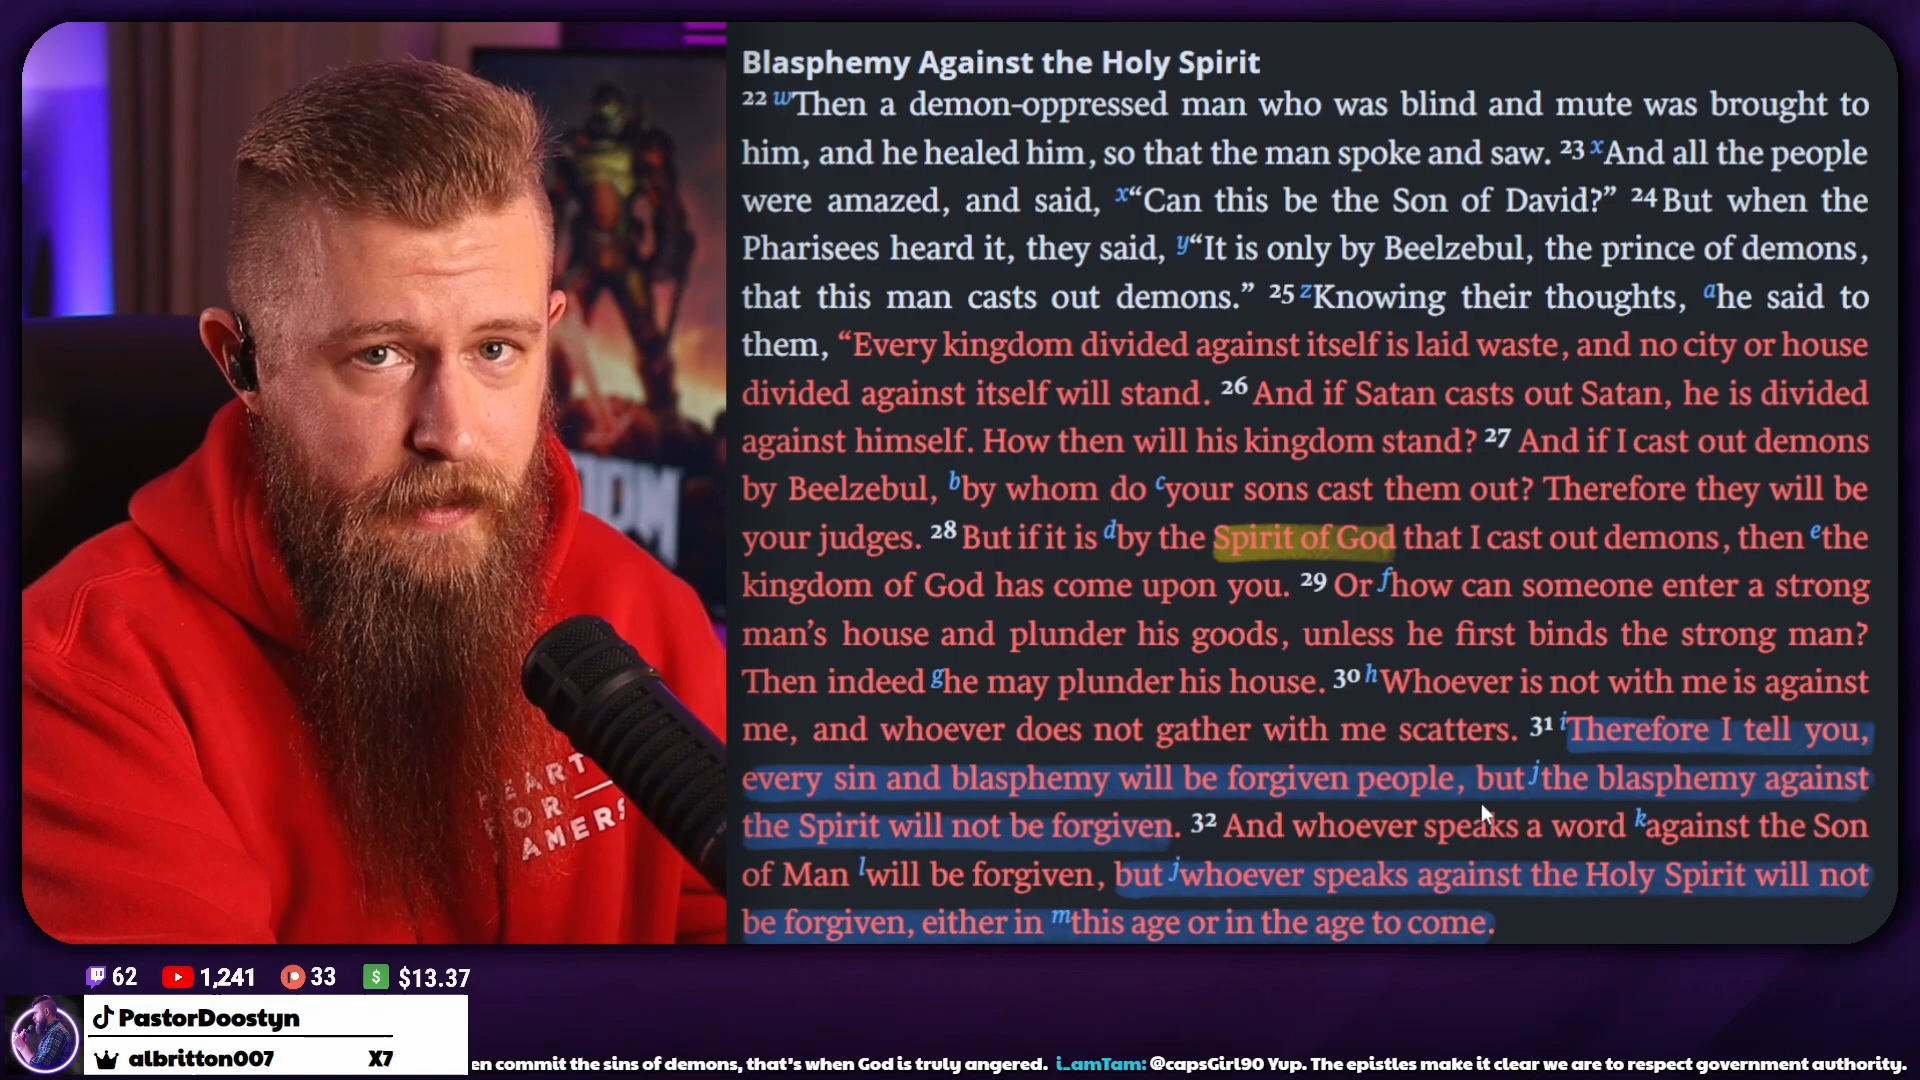 Blasphemy Against the Holy Spirit
22 wThen a demon-oppressed man who was blind and mute was brought to
him, and he healed him, so that the man spoke and saw. 23 xAnd all the people
were amazed, and said, x“Can this be the Son of David?” 24 But when the
Pharisees heard it, they said, y“It is only by Beelzebul, the prince of demons,
that this man casts out demons.” 25 zKnowing their thoughts, ahe said to
them, “Every kingdom divided against itself is laid waste, and no city or house
divided against itself will stand. 26 And if Satan casts out Satan, he is divided
against himself. How then will his kingdom stand? 27 And if I cast out demons
by Beelzebul, bby whom do cyour sons cast them out? Therefore they will be
your judges. 28 But if it is dby the Spirit of God that I cast out demons, then ethe
kingdom of God has come upon you. 29 Or fhow can someone enter a strong
man’s house and plunder his goods, unless he first binds the strong man?
Then indeed ghe may plunder his house. 30 hWhoever is not with me is against
me, and whoever does not gather with me scatters. 31 iTherefore I tell you,
every sin and blasphemy will be forgiven people, but jthe blasphemy against
the Spirit will not be forgiven. 32 And whoever speaks a word kagainst the Son
of Man lwill be forgiven, but jwhoever speaks against the Holy Spirit will not
be forgiven, either in mthis age or in the age to come.
FOR
62 1,241 33 $ $13.37
PastorDoostyn
albritton007 X7
en commit the sins of demons, that's when God is truly angered. i_amTam: @capsGirl90 Yup. The epistles make it clear we are to respect government authority.